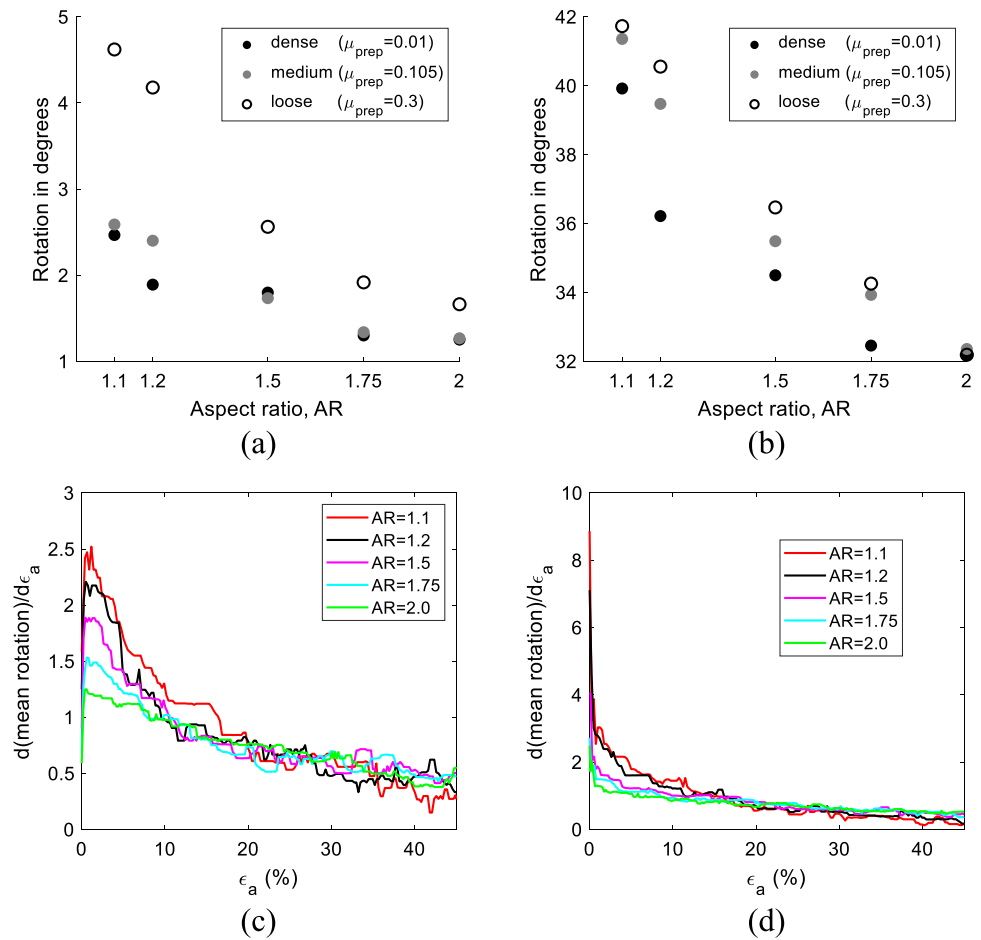 5
4
3
2
1
Rotation in degrees
dense (μprep=0.01)
medium (μprep=0.105)
loose (μprep=0.3)
1.1 1.2 1.5 1.75 2
Aspect ratio, AR
(a)
42
40
38
36
34
32
Rotation in degrees
dense (μprep=0.01)
medium (μprep=0.105)
loose (μprep=0.3)
1.1 1.2 1.5 1.75 2
Aspect ratio, AR
(b)
3
2.5
2
1.5
1
0.5
0
d(mean rotation)/dϵa
AR=1.1
AR=1.2
AR=1.5
AR=1.75
AR=2.0
0 10 20 30 40
ϵa (%)
(c)
10
8
6
4
2
0
d(mean rotation)/dϵa
AR=1.1
AR=1.2
AR=1.5
AR=1.75
AR=2.0
0 10 20 30 40
ϵa (%)
(d)